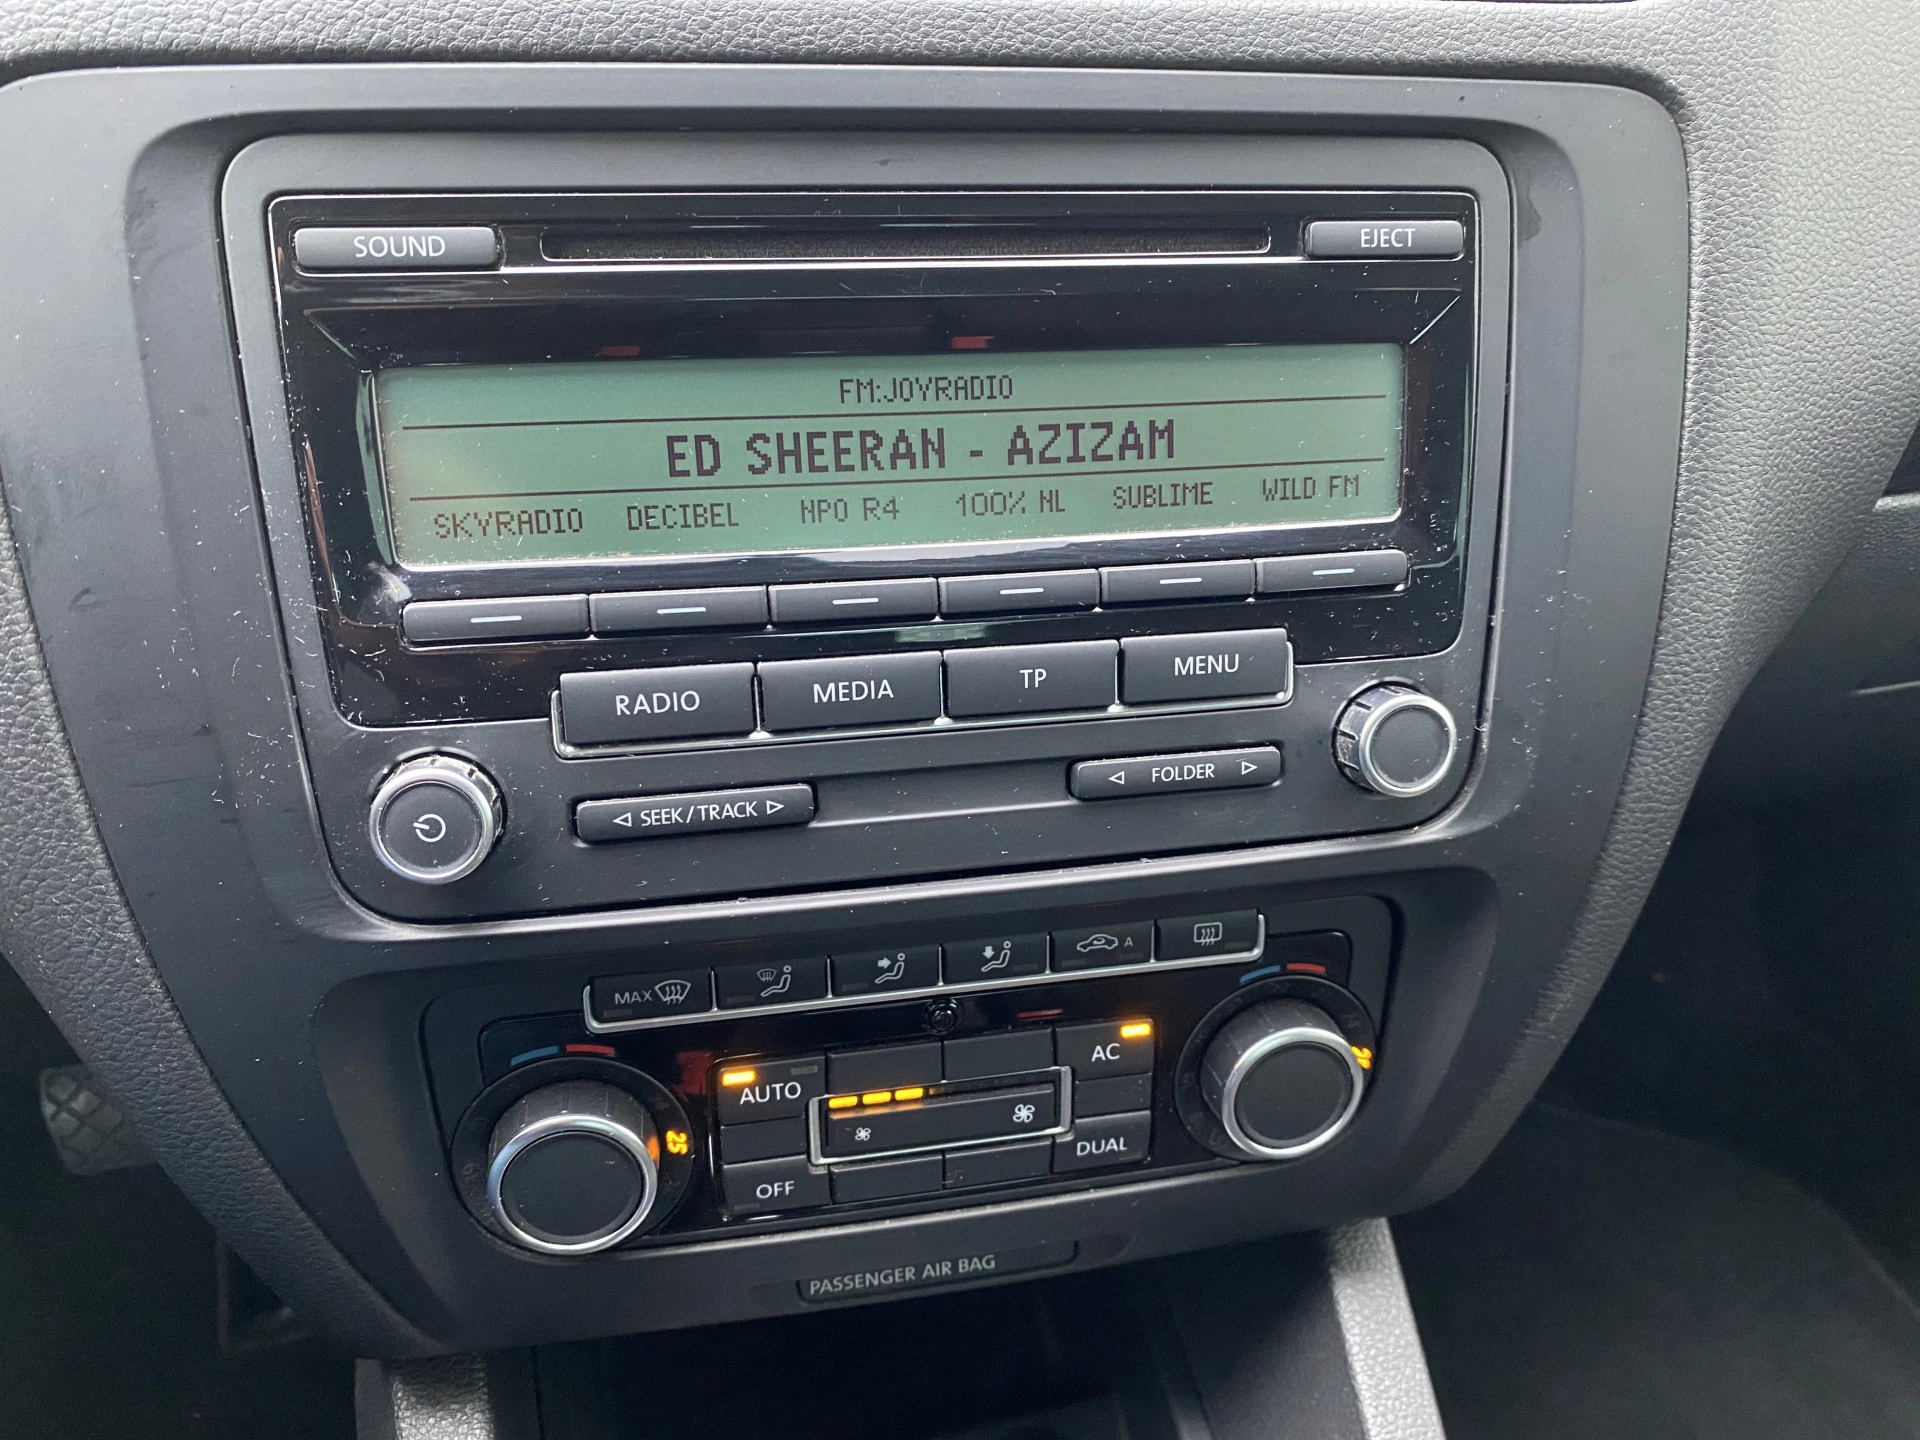 SOUND
EJECT
FM:JOYRADIO
ED SHEERAN - AZIZAM
SKYRADIO DECIBEL NPO R4 100% NL SUBLIME WILD FM
RADIO MEDIA TP MENU
SEEK/TRACK
FOLDER
MAX
A
AUTO
AC
25
OFF
DUAL
PASSENGER AIR BAG